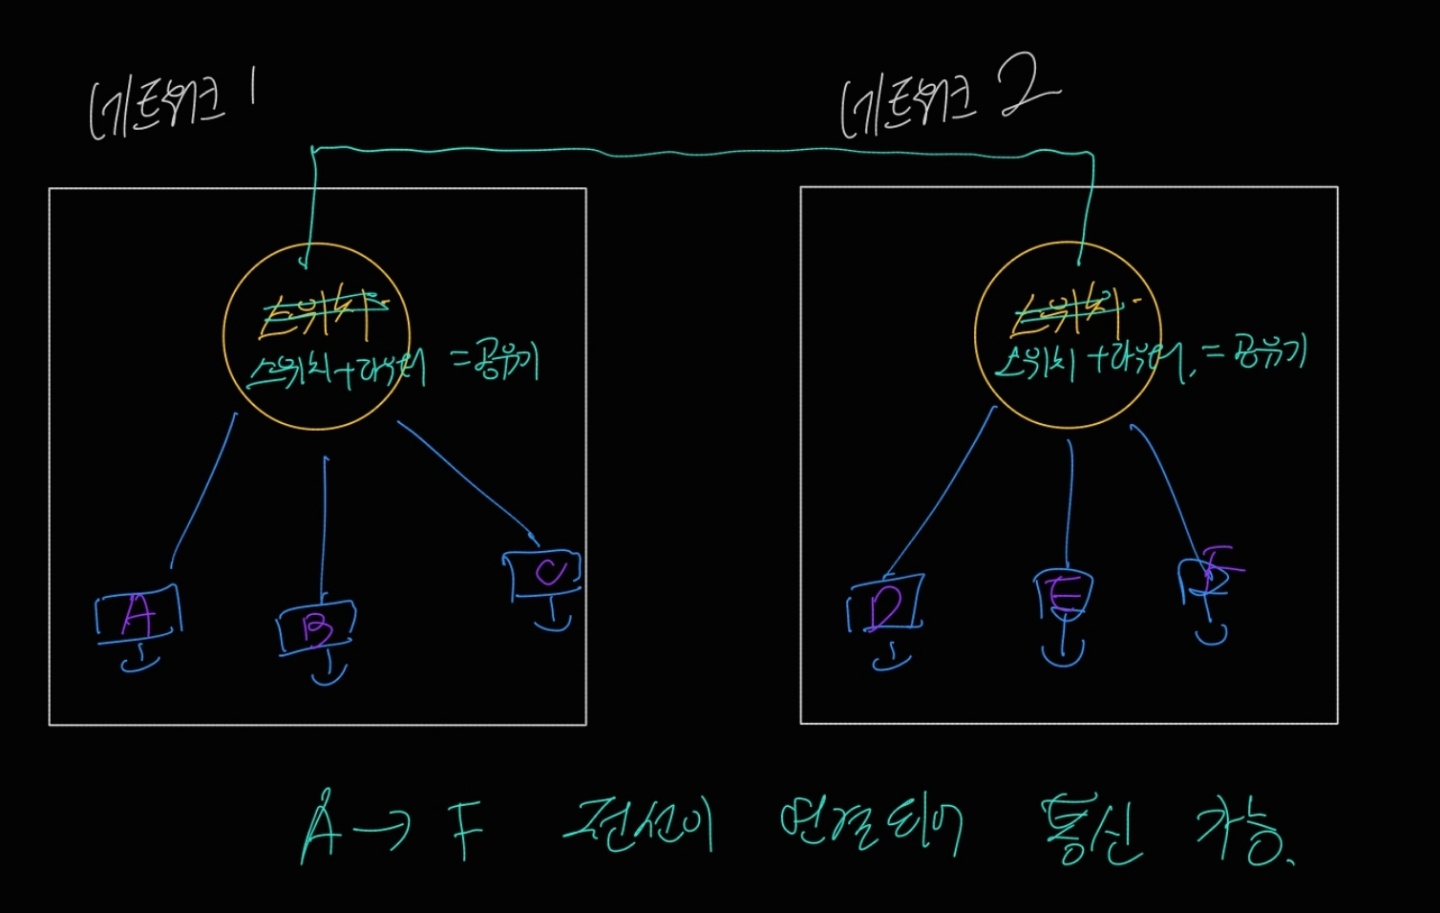 네트워크 1
네트워크 2
스위치
스위치+라우터 = 공유기
스위치
스위치+라우터 = 공유기
A
B
C
D
E
F
A → F 전선이 연결되어 통신 가능.